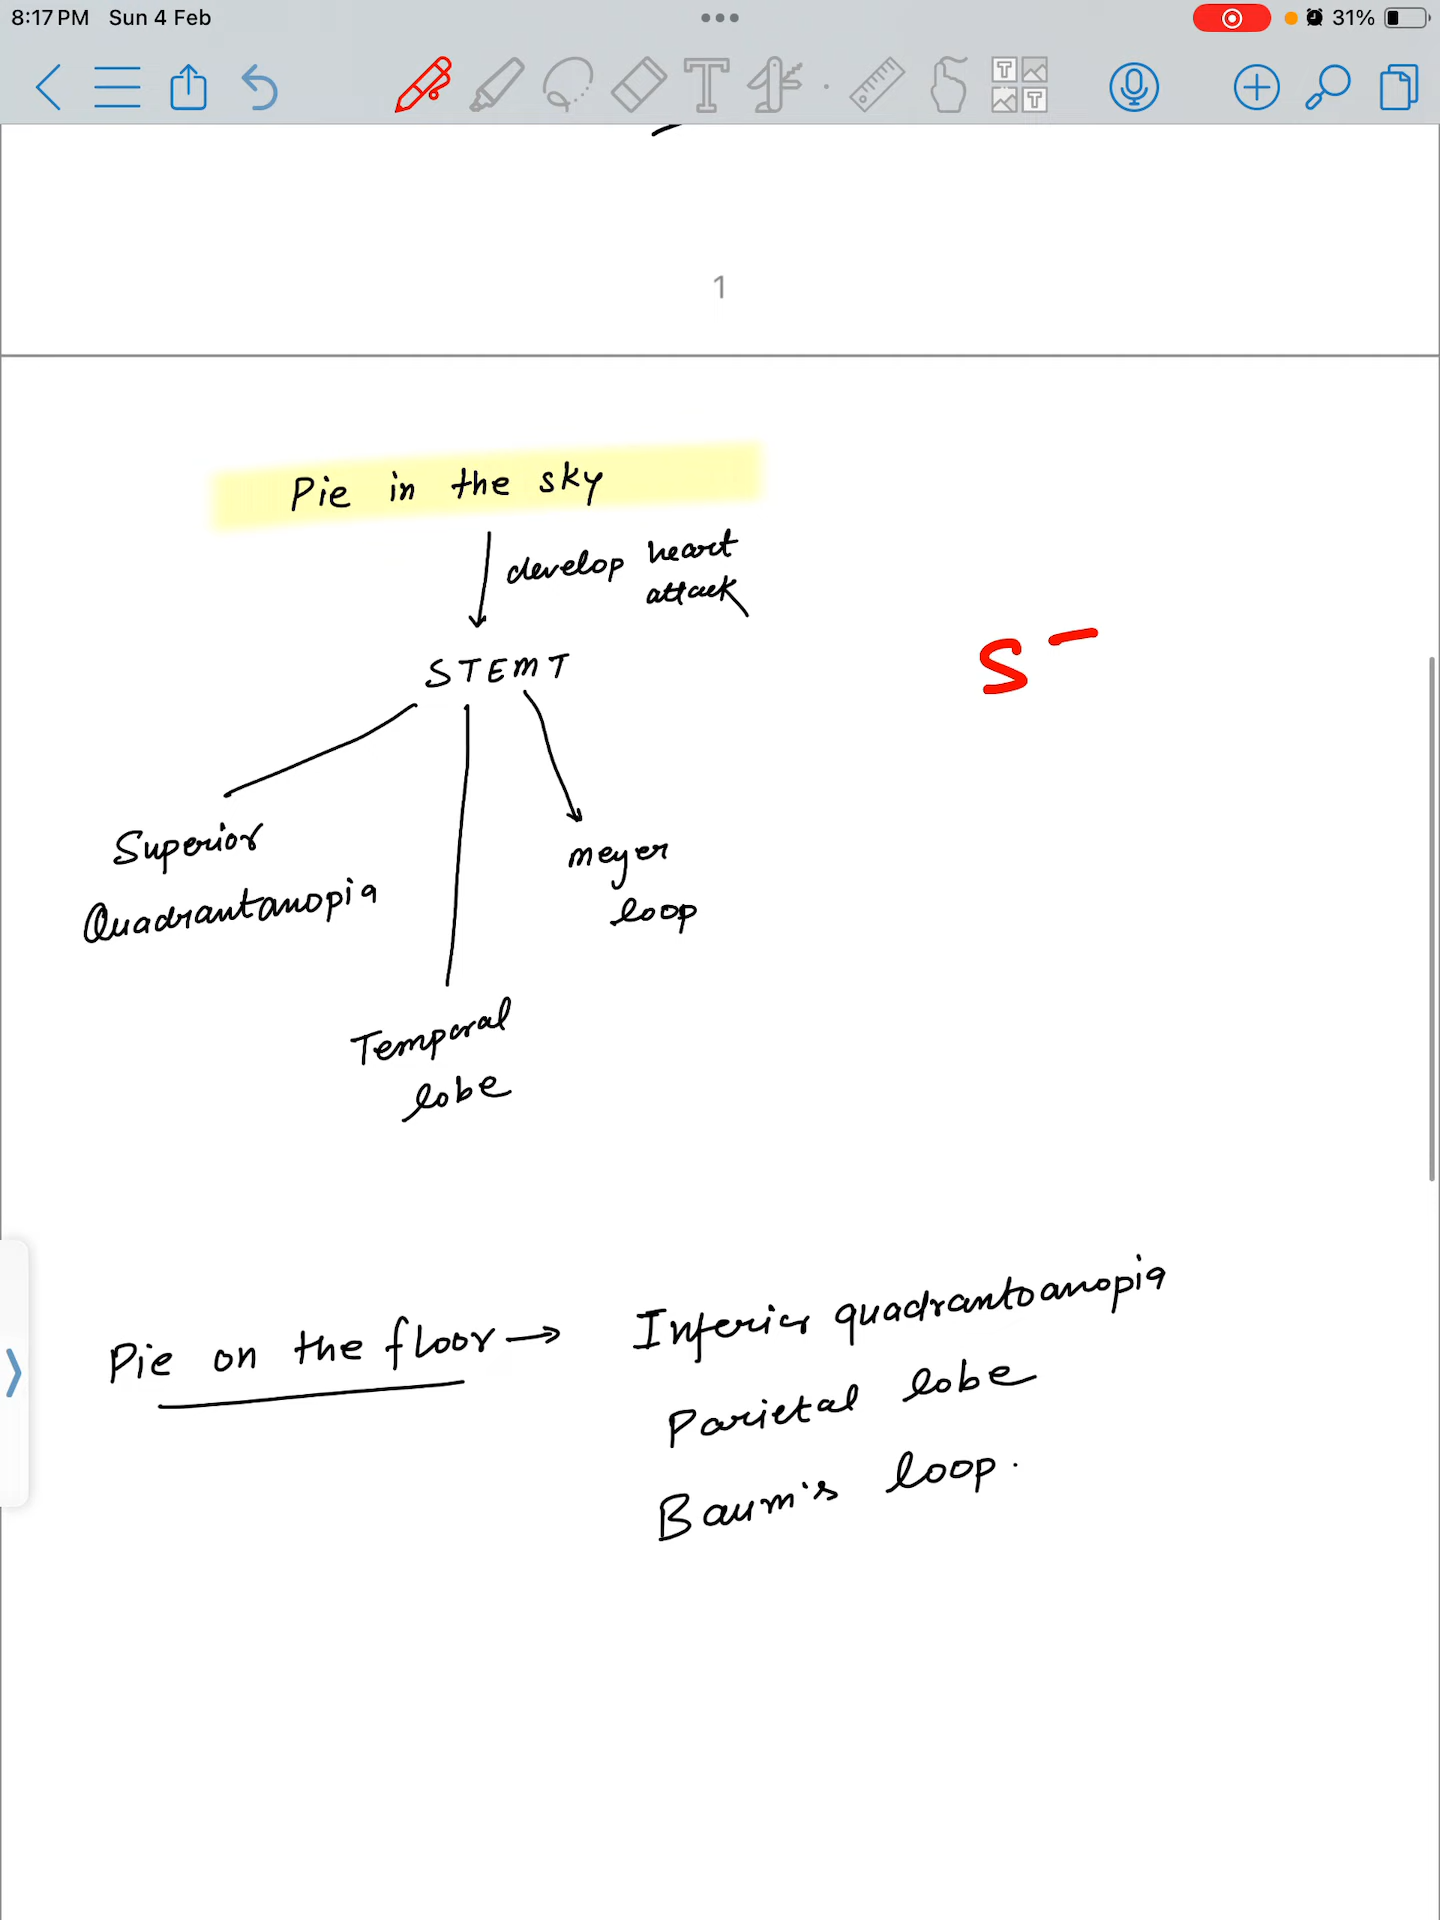 8:17 PM Sun 4 Feb
31%
1
Pie in the sky
develop heart
attack
STEMT
Superior
Quadrantanopia
meyer
loop
Temporal
lobe
S
Pie on the floor → Inferior quadrantoanopia
Parietal lobe
Baum's loop.